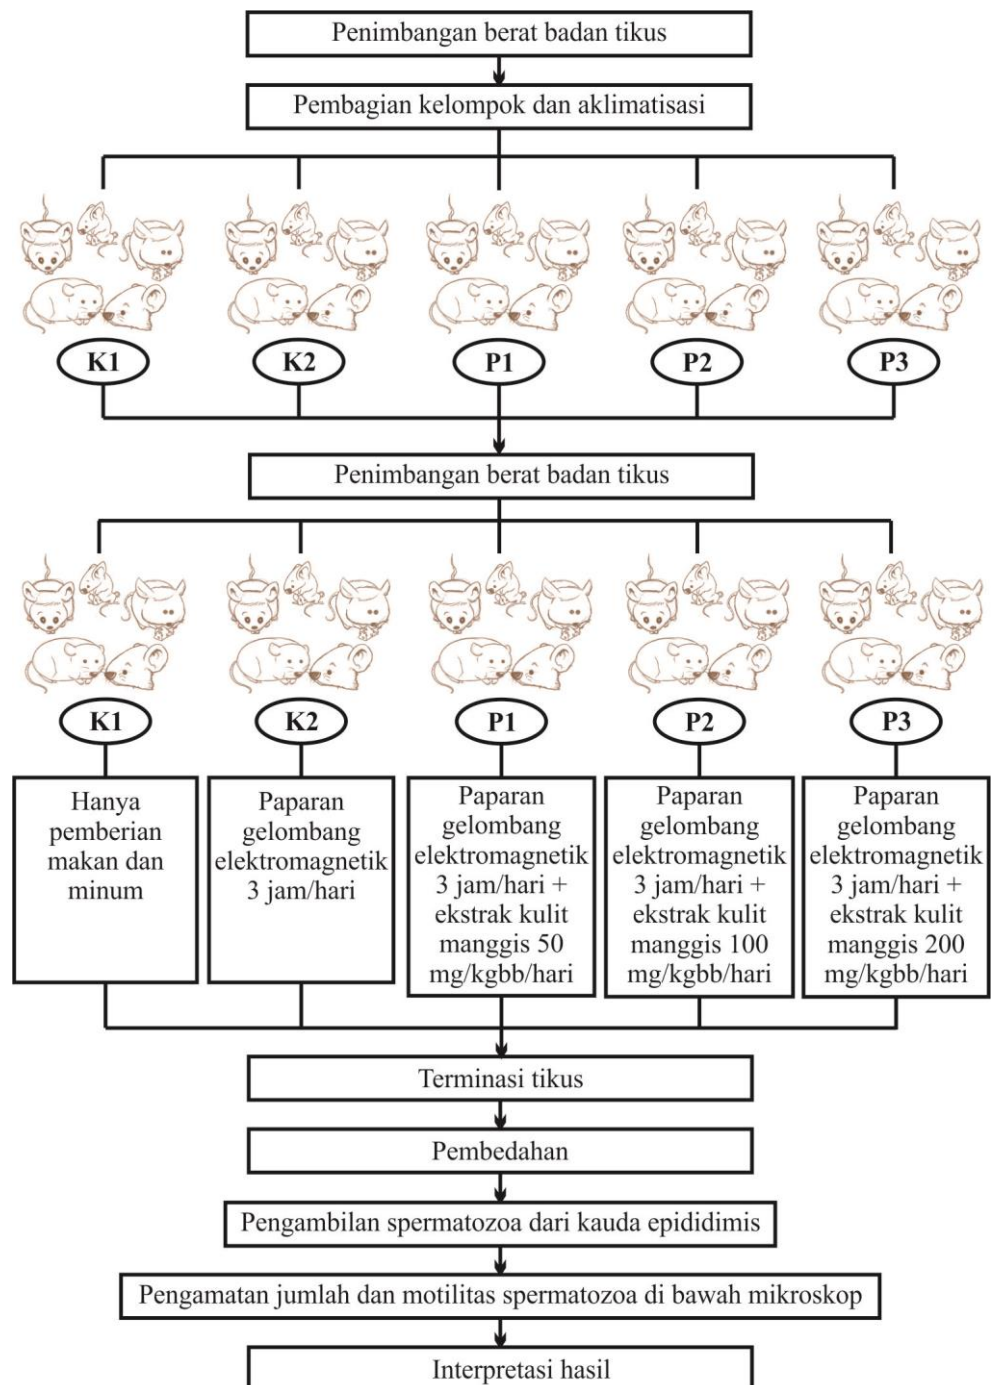 Penimbangan berat badan tikus
Pembagian kelompok dan aklimatisasi
K1
K2
P1
P2
P3
Penimbangan berat badan tikus
K1
K2
P1
P2
P3
Hanya
pemberian
makan dan
minum
Paparan
gelombang
elektromagnetik
3 jam/hari
Paparan
gelombang
elektromagnetik
3 jam/hari +
ekstrak kulit
manggis 50
mg/kgbb/hari
Paparan
gelombang
elektromagnetik
3 jam/hari +
ekstrak kulit
manggis 100
mg/kgbb/hari
Paparan
gelombang
elektromagnetik
3 jam/hari +
ekstrak kulit
manggis 200
mg/kgbb/hari
Terminasi tikus
Pembedahan
Pengambilan spermatozoa dari kauda epididimis
Pengamatan jumlah dan motilitas spermatozoa di bawah mikroskop
Interpretasi hasil